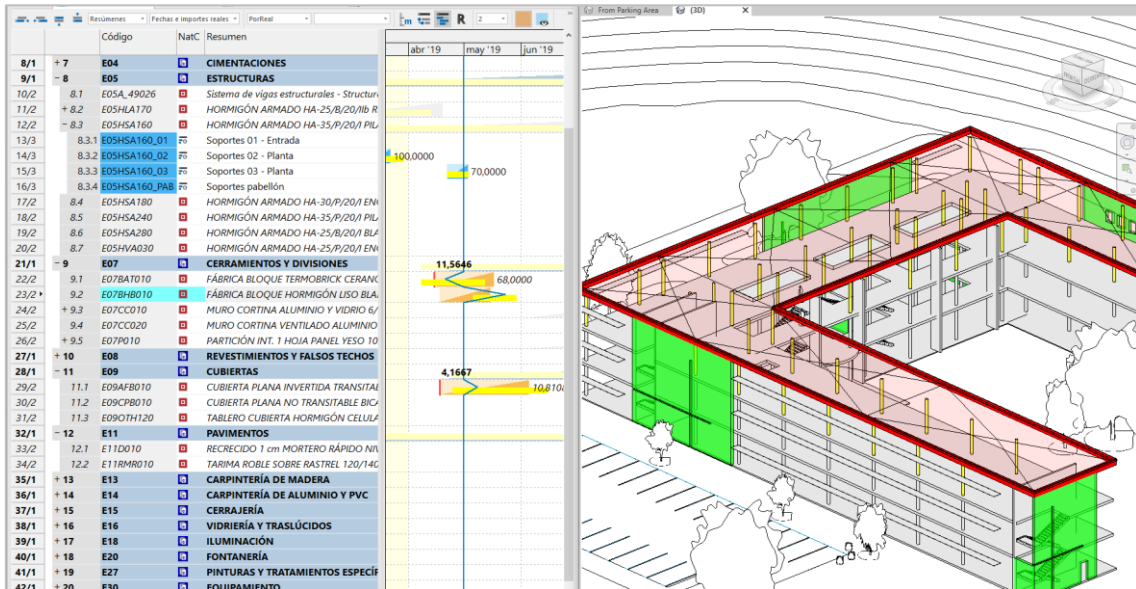 Resúmenes Fechas e importes reales PorReal R 2
From Parking Area {3D} X
Código NatC Resumen
abr '19 may '19 jun '19
8/1 + 7 E04 CIMENTACIONES
9/1 − 8 E05 ESTRUCTURAS
10/2 8.1 E05A_49026 Sistema de vigas estructurales - Structur
11/2 + 8.2 E05HLA170 HORMIGÓN ARMADO HA-25/B/20/IIb R
12/2 − 8.3 E05HSA160 HORMIGÓN ARMADO HA-35/P/20/I PIL
13/3 8.3.1 E05HSA160_01 Soportes 01 - Entrada
14/3 8.3.2 E05HSA160_02 Soportes 02 - Planta 100,0000
15/3 8.3.3 E05HSA160_03 Soportes 03 - Planta 70,0000
16/3 8.3.4 E05HSA160_PAB Soportes pabellón
17/2 8.4 E05HSA180 HORMIGÓN ARMADO HA-30/P/20/I EN
18/2 8.5 E05HSA240 HORMIGÓN ARMADO HA-35/P/20/I PIL
19/2 8.6 E05HSA280 HORMIGÓN ARMADO HA-25/B/20/I BLA
20/2 8.7 E05HVA030 HORMIGÓN ARMADO HA-25/P/20/I EN
21/1 − 9 E07 CERRAMIENTOS Y DIVISIONES 11,5646
22/2 9.1 E07BAT010 FÁBRICA BLOQUE TERMOBRICK CERÁN 68,0000
23/2 9.2 E07BHB010 FÁBRICA BLOQUE HORMIGÓN LISO BLA
24/2 + 9.3 E07CC010 MURO CORTINA ALUMINIO Y VIDRIO 6/
25/2 9.4 E07CC020 MURO CORTINA VENTILADO ALUMINIO
26/2 + 9.5 E07P010 PARTICIÓN INT. 1 HOJA PANEL YESO 10
27/1 + 10 E08 REVESTIMIENTOS Y FALSOS TECHOS
28/1 − 11 E09 CUBIERTAS 4,1667
29/2 11.1 E09AFB010 CUBIERTA PLANA INVERTIDA TRANSITAE 10,8108
30/2 11.2 E09CPB010 CUBIERTA PLANA NO TRANSITABLE BICA
31/2 11.3 E09OTH120 TABLERO CUBIERTA HORMIGÓN CELULA
32/1 − 12 E11 PAVIMENTOS
33/2 12.1 E11D010 RECRECIDO 1 cm MORTERO RÁPIDO NIV
34/2 12.2 E11RMR010 TARIMA ROBLE SOBRE RASTREL 120/140
35/1 + 13 E13 CARPINTERÍA DE MADERA
36/1 + 14 E14 CARPINTERÍA DE ALUMINIO Y PVC
37/1 + 15 E15 CERRAJERÍA
38/1 + 16 E16 VIDRIERÍA Y TRASLÚCIDOS
39/1 + 17 E18 ILUMINACIÓN
40/1 + 18 E20 FONTANERÍA
41/1 + 19 E27 PINTURAS Y TRATAMIENTOS ESPECÍF
42/1 + 20 E30 EQUIPAMIENTO